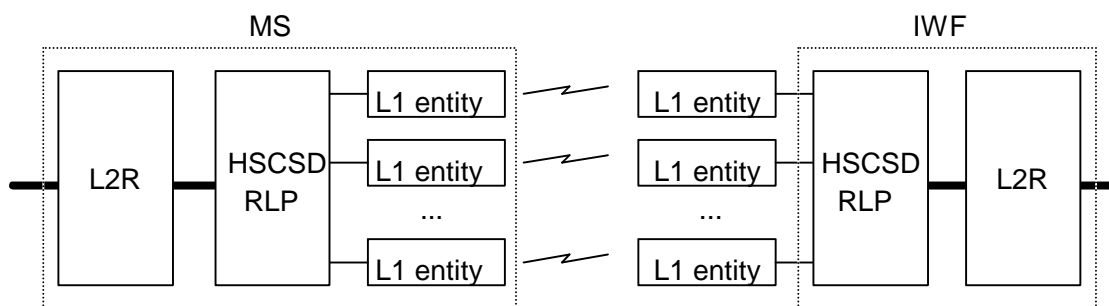 MS
IWF
L1 entity
L1 entity
L1 entity
L1 entity
L2R
HSCSD
RLP
HSCSD
RLP
L2R
...
...
L1 entity
L1 entity